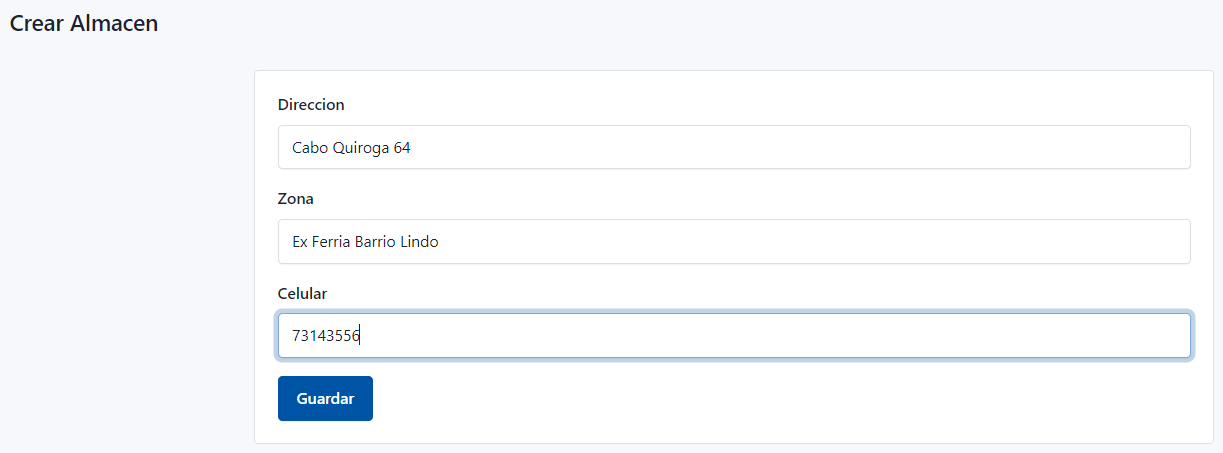 Crear Almacen
Direccion
Cabo Quiroga 64
Zona
Ex Ferria Barrio Lindo
Celular
73143556
Guardar